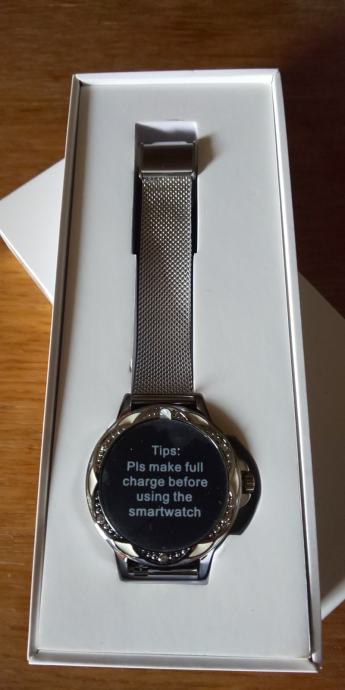 Tips:
Pls make full
charge before
using the
smartwatch